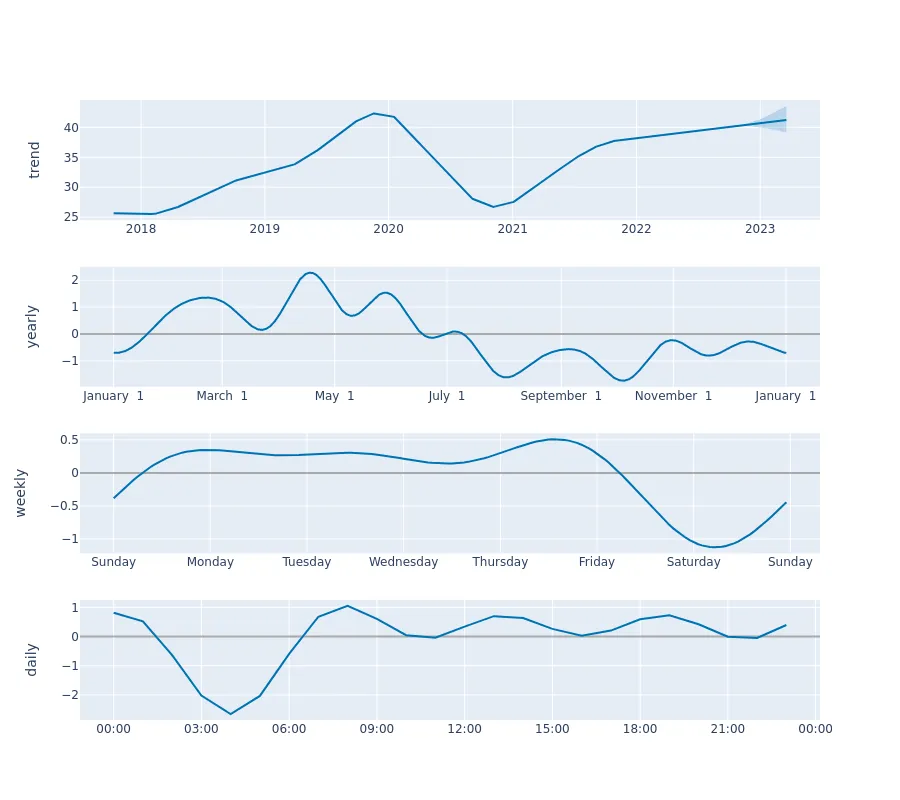 trend
40
35
30
25
2018 2019 2020 2021 2022 2023
yearly
2
1
0
−1
January 1 March 1 May 1 July 1 September 1 November 1 January 1
weekly
0.5
0
−0.5
−1
Sunday Monday Tuesday Wednesday Thursday Friday Saturday Sunday
daily
1
0
−1
−2
00:00 03:00 06:00 09:00 12:00 15:00 18:00 21:00 00:00